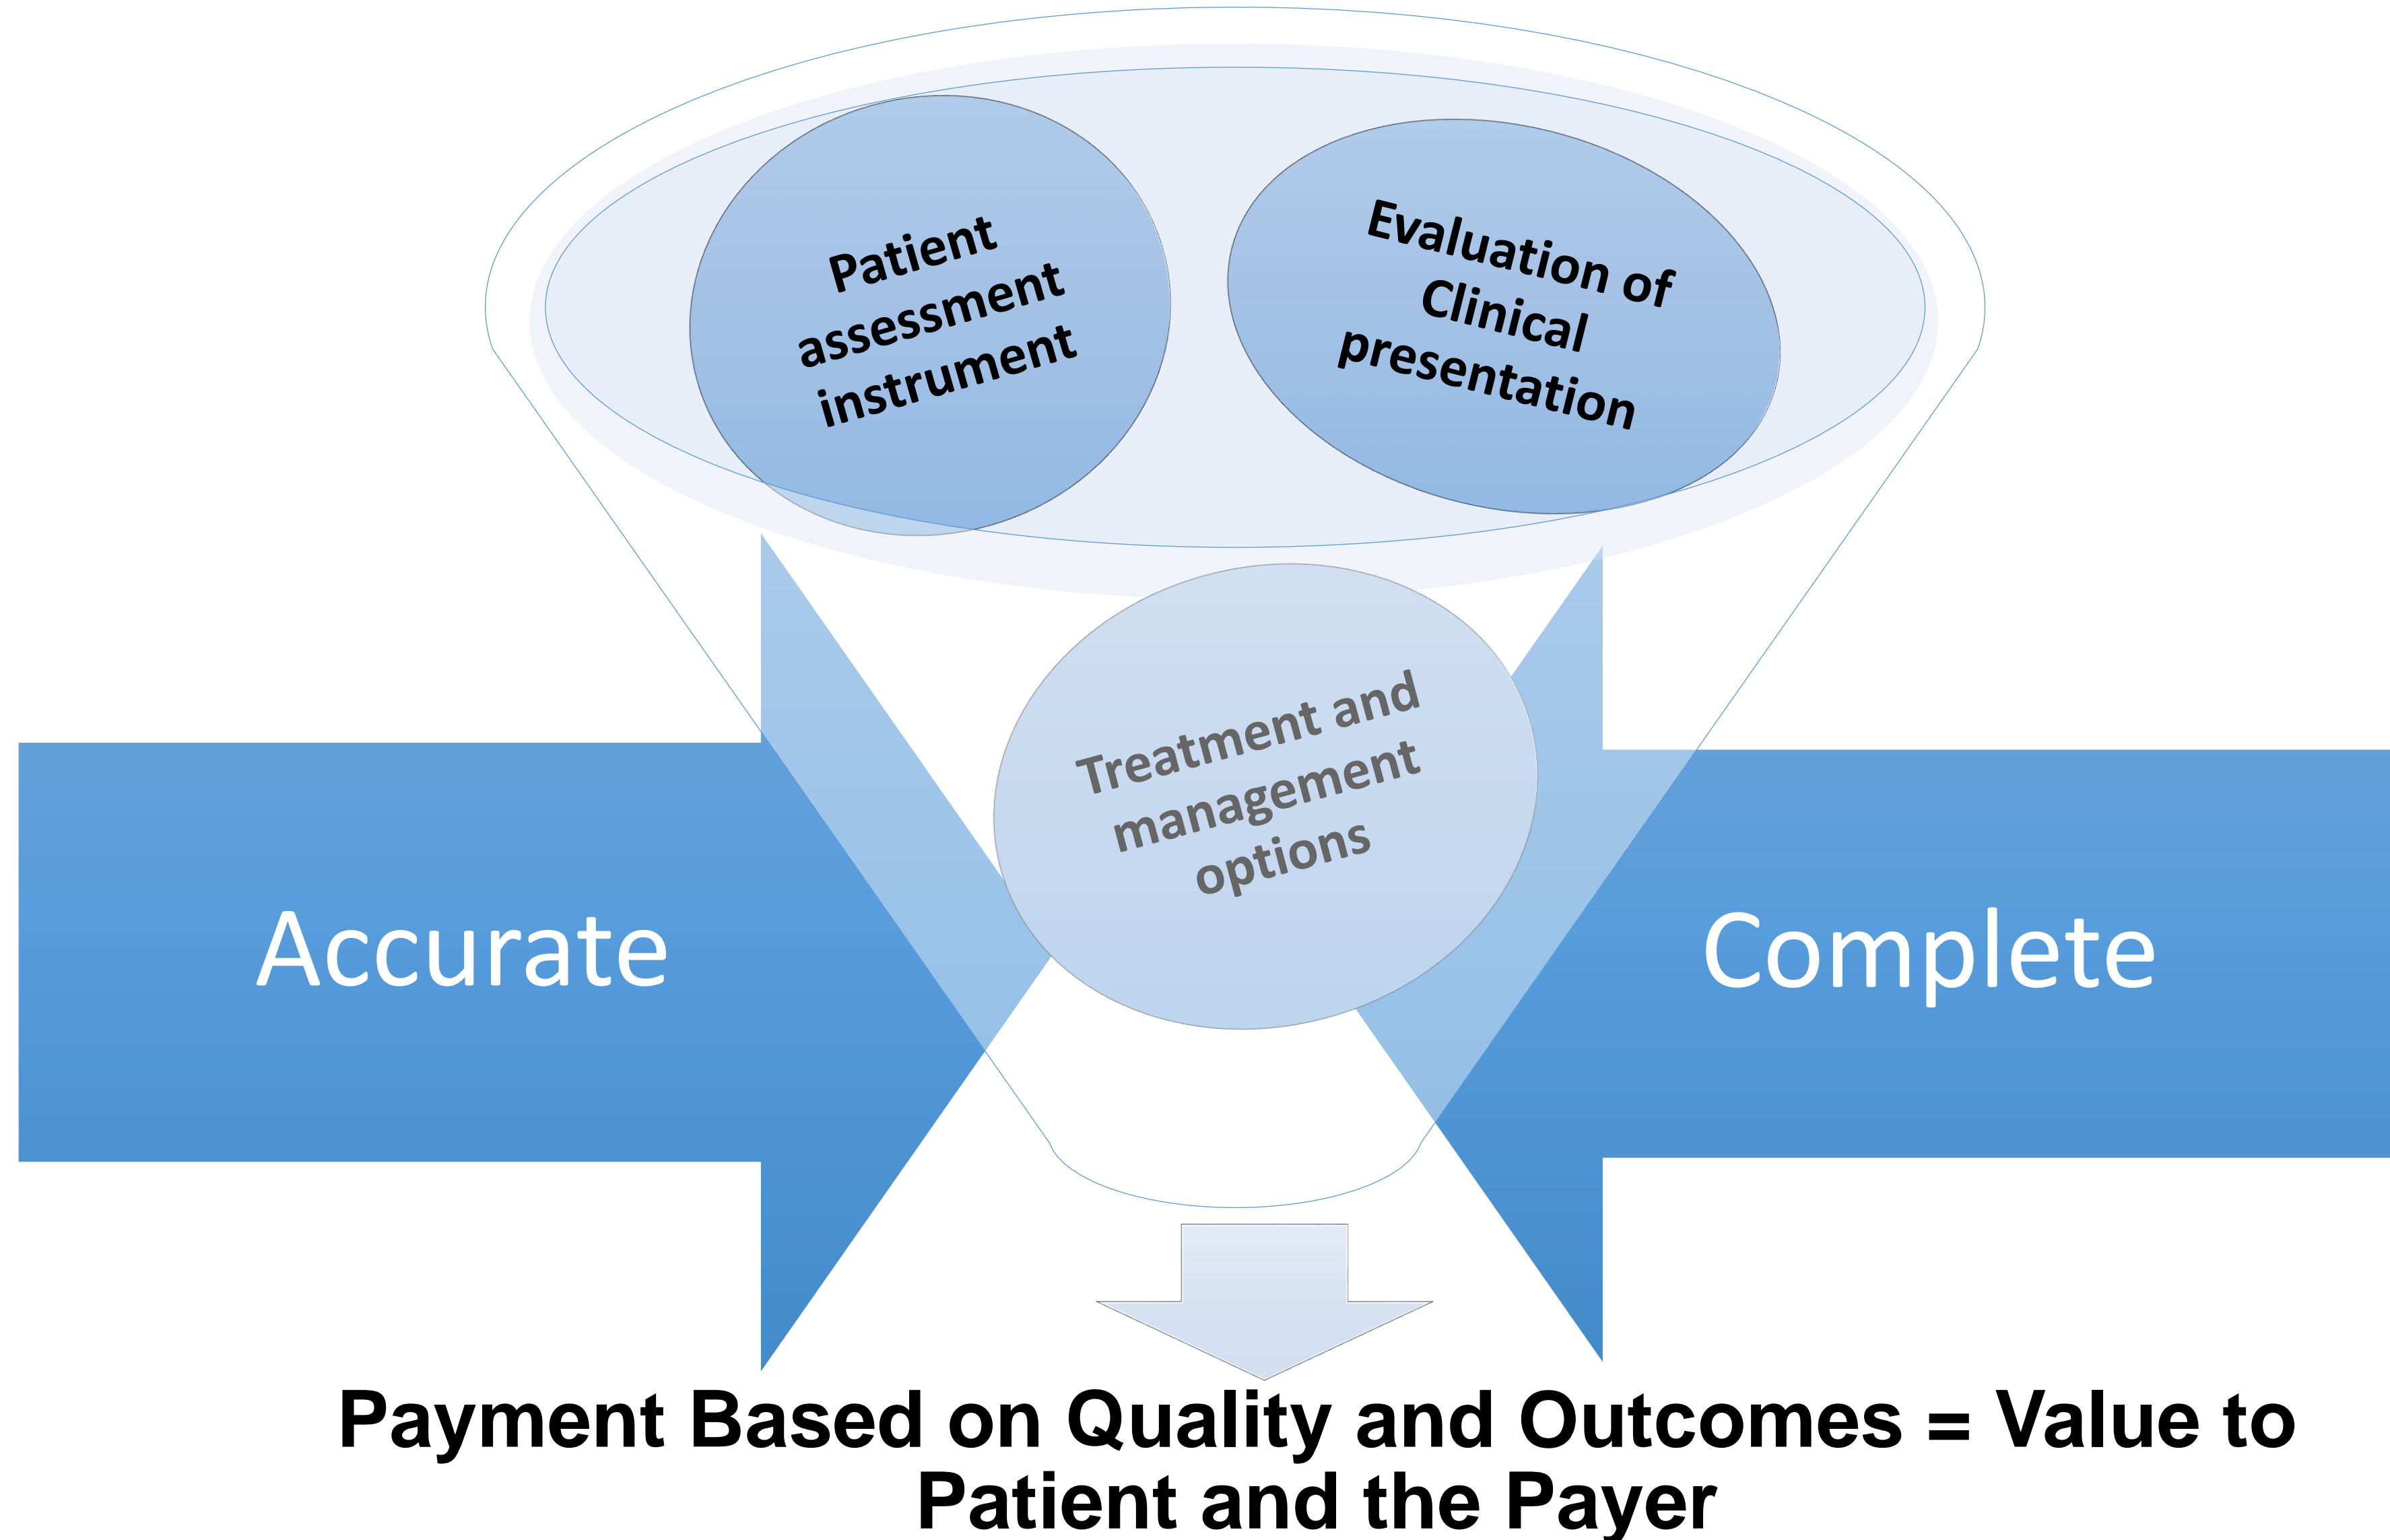 Patient
assessment
instrument
Evaluation of
Clinical
presentation
Treatment and
management
options
Accurate
Complete
Payment Based on Quality and Outcomes = Value to
Patient and the Payer